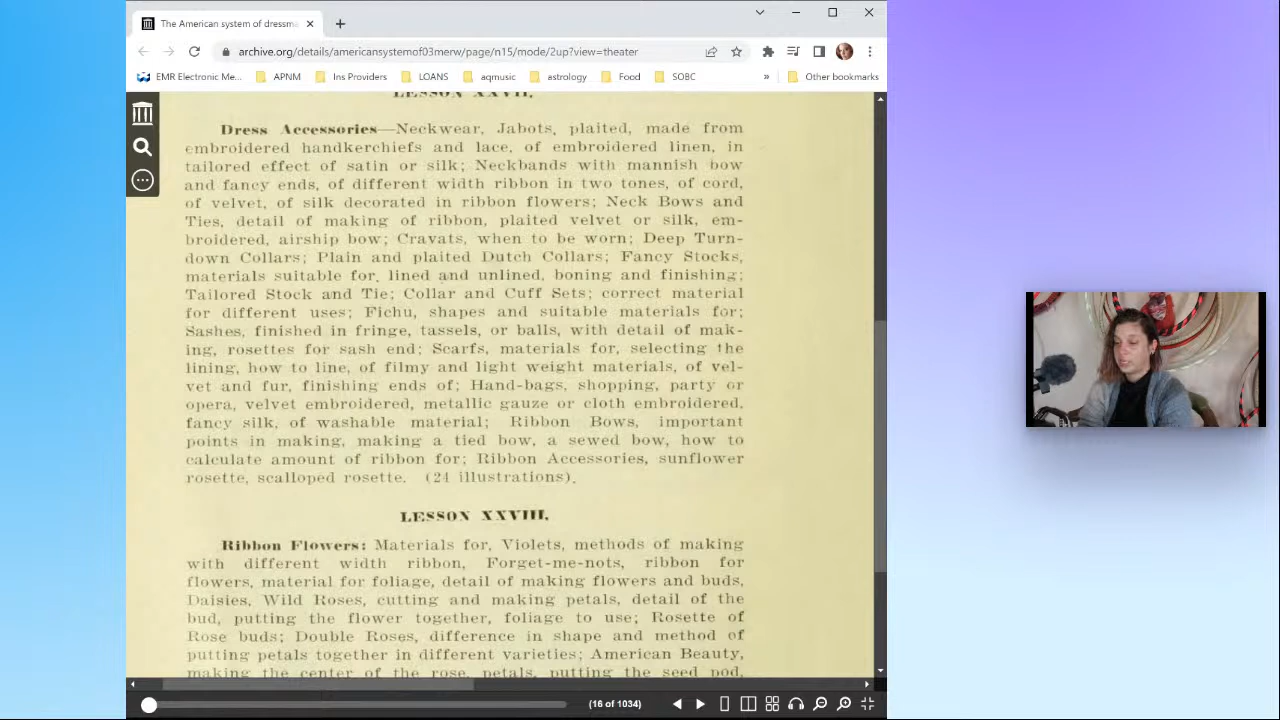 The American system of dressma
archive.org/details/americansystemof03merw/page/n15/mode/2up?view=theater
EMR Electronic Me...
APNM
Ins Providers
LOANS
aqmusic
astrology
Food
SOBC
»
Other bookmarks
LESSON XXVII.
Dress Accessories—Neckwear, Jabots, plaited, made from
embroidered handkerchiefs and lace, of embroidered linen, in
tailored effect of satin or silk; Neckbands with mannish bow
and fancy ends, of different width ribbon in two tones, of cord,
of velvet, of silk decorated in ribbon flowers; Neck Bows and
Ties, detail of making of ribbon, plaited velvet or silk, em-
broidered, airship bow; Cravats, when to be worn; Deep Turn-
down Collars; Plain and plaited Dutch Collars; Fancy Stocks,
materials suitable for, lined and unlined, boning and finishing;
Tailored Stock and Tie; Collar and Cuff Sets; correct material
for different uses; Fichu, shapes and suitable materials for;
Sashes, finished in fringe, tassels, or balls, with detail of mak-
ing, rosettes for sash end; Scarfs, materials for, selecting the
lining, how to line, of filmy and light weight materials, of vel-
vet and fur, finishing ends of; Hand-bags, shopping, party or
opera, velvet embroidered, metallic gauze or cloth embroidered,
fancy silk, of washable material; Ribbon Bows, important
points in making, making a tied bow, a sewed bow, how to
calculate amount of ribbon for; Ribbon Accessories, sunflower
rosette, scalloped rosette. (24 illustrations).
LESSON XXVIII.
Ribbon Flowers: Materials for, Violets, methods of making
with different width ribbon, Forget-me-nots, ribbon for
flowers, material for foliage, detail of making flowers and buds,
Daisies, Wild Roses, cutting and making petals, detail of the
bud, putting the flower together, foliage to use; Rosette of
Rose buds; Double Roses, difference in shape and method of
putting petals together in different varieties; American Beauty,
making the center of the rose, petals, putting the seed pod,
(16 of 1034)